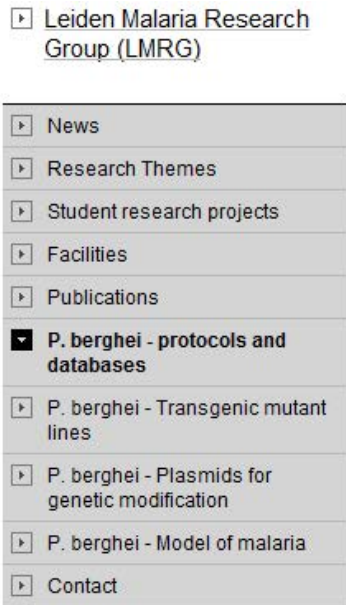 Leiden Malaria Research
Group (LMRG)
News
Research Themes
Student research projects
Facilities
Publications
P. berghei - protocols and
databases
P. berghei - Transgenic mutant
lines
P. berghei - Plasmids for
genetic modification
P. berghei - Model of malaria
Contact